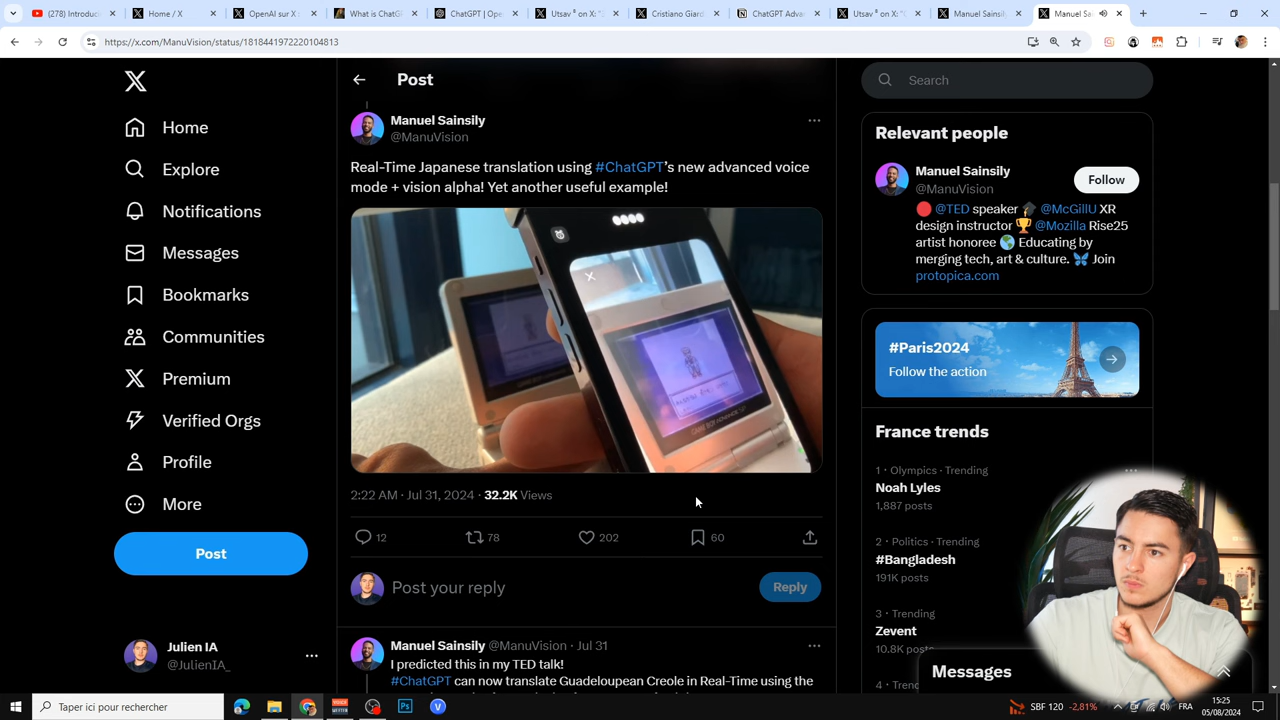 (278) Introduci
Home / X
OpenAI sur X
What is ChatGP
ChatGPT | Ope
Utsav ° on X: "
Cristiano Giaro
ChatGPT Adva
Utsav ° on X: "C
Manuel Sainsily
Manuel Sai
https://x.com/ManuVision/status/1818441972220104813
Home
Explore
Notifications
Messages
Bookmarks
Communities
Premium
Verified Orgs
Profile
More
Post
Julien IA
@JulienIA_
Post
Manuel Sainsily
@ManuVision
Real-Time Japanese translation using #ChatGPT's new advanced voice
mode + vision alpha! Yet another useful example!
2:22 AM · Jul 31, 2024 · 32.2K Views
12
78
202
60
Post your reply
Reply
Manuel Sainsily @ManuVision · Jul 31
I predicted this in my TED talk!
#ChatGPT can now translate Guadeloupean Creole in Real-Time using the
Search
Relevant people
Manuel Sainsily
@ManuVision
Follow
@TED speaker @McGillU XR
design instructor @Mozilla Rise25
artist honoree Educating by
merging tech, art & culture. Join
protopica.com
#Paris2024
Follow the action
France trends
1 · Olympics · Trending
Noah Lyles
1,887 posts
2 · Politics · Trending
#Bangladesh
191K posts
3 · Trending
Zevent
10.8K posts
4 · Trend
Messages
Taper ici pour rechercher
SBF 120 -2,81%
FRA
15:25
05/08/2024